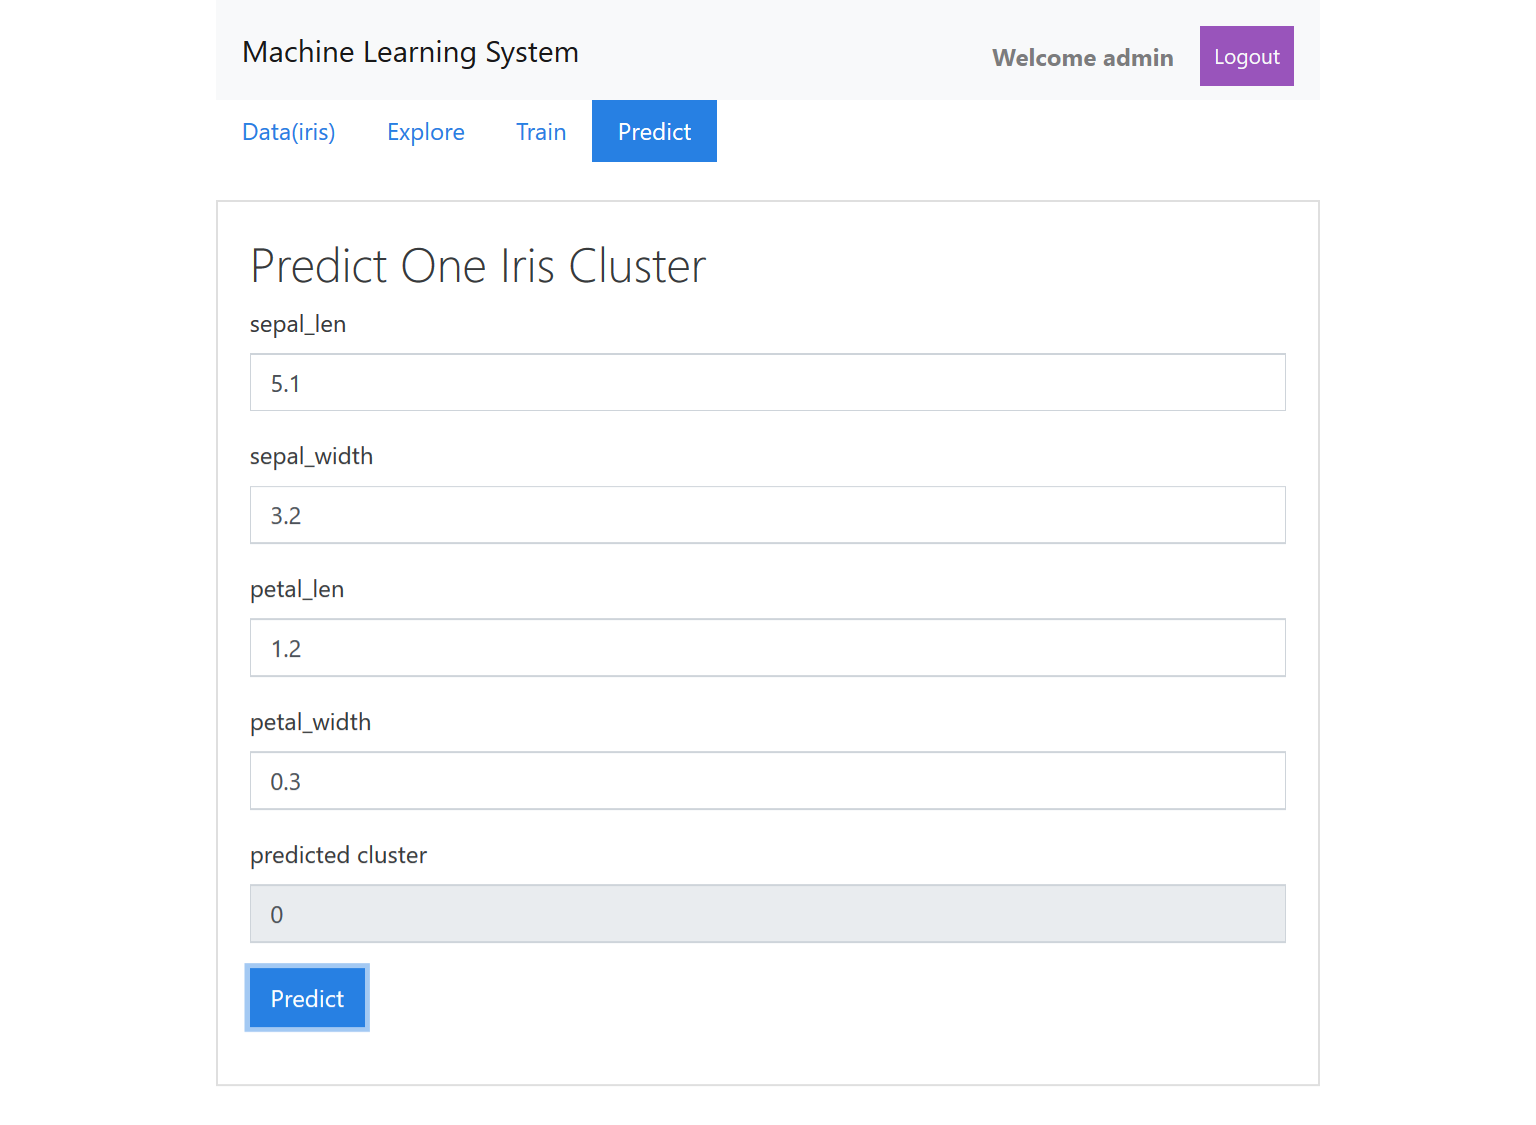 Machine Learning System
Welcome admin
Logout
Data(iris)
Explore
Train
Predict
Predict One Iris Cluster
sepal_len
5.1
sepal_width
3.2
petal_len
1.2
petal_width
0.3
predicted cluster
0
Predict